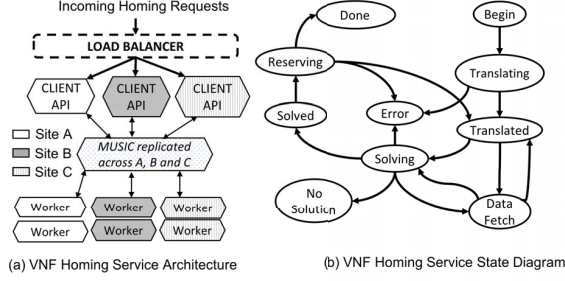 Incoming Homing Requests
LOAD BALANCER
CLIENT
API
CLIENT
API
CLIENT
API
Site A
Site B
Site C
MUSIC replicated
across A, B and C
Worker
Worker
Worker
Worker
Worker
Worker
(a) VNF Homing Service Architecture
Done
Begin
Reserving
Translating
Solved
Error
Translated
Solving
No
Solution
Data
Fetch
(b) VNF Homing Service State Diagram